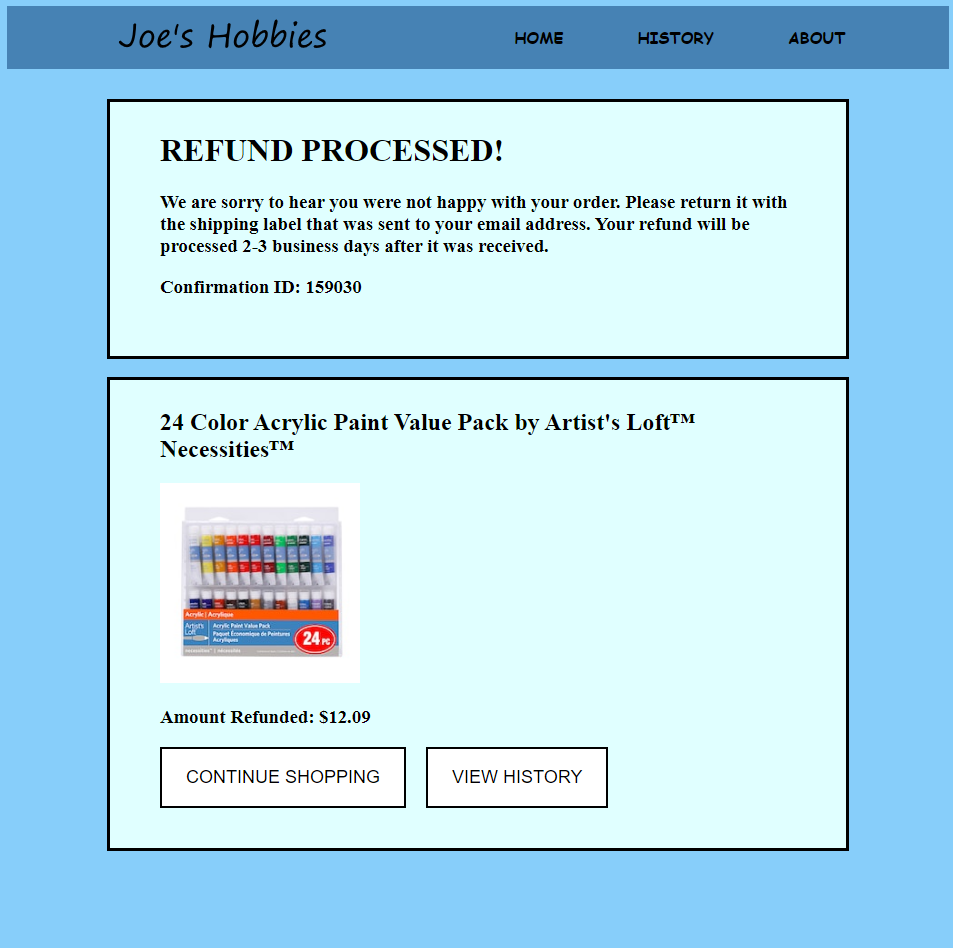 Joe's Hobbies
HOME HISTORY ABOUT
REFUND PROCESSED!
We are sorry to hear you were not happy with your order. Please return it with
the shipping label that was sent to your email address. Your refund will be
processed 2-3 business days after it was received.
Confirmation ID: 159030
24 Color Acrylic Paint Value Pack by Artist's Loft™
Necessities™
Acrylic | Acrylique
Artist's
Loft
Acrylic Paint Value Pack
Paquet Économique de Peintures
Acryliques
24 PC
Amount Refunded: $12.09
CONTINUE SHOPPING
VIEW HISTORY